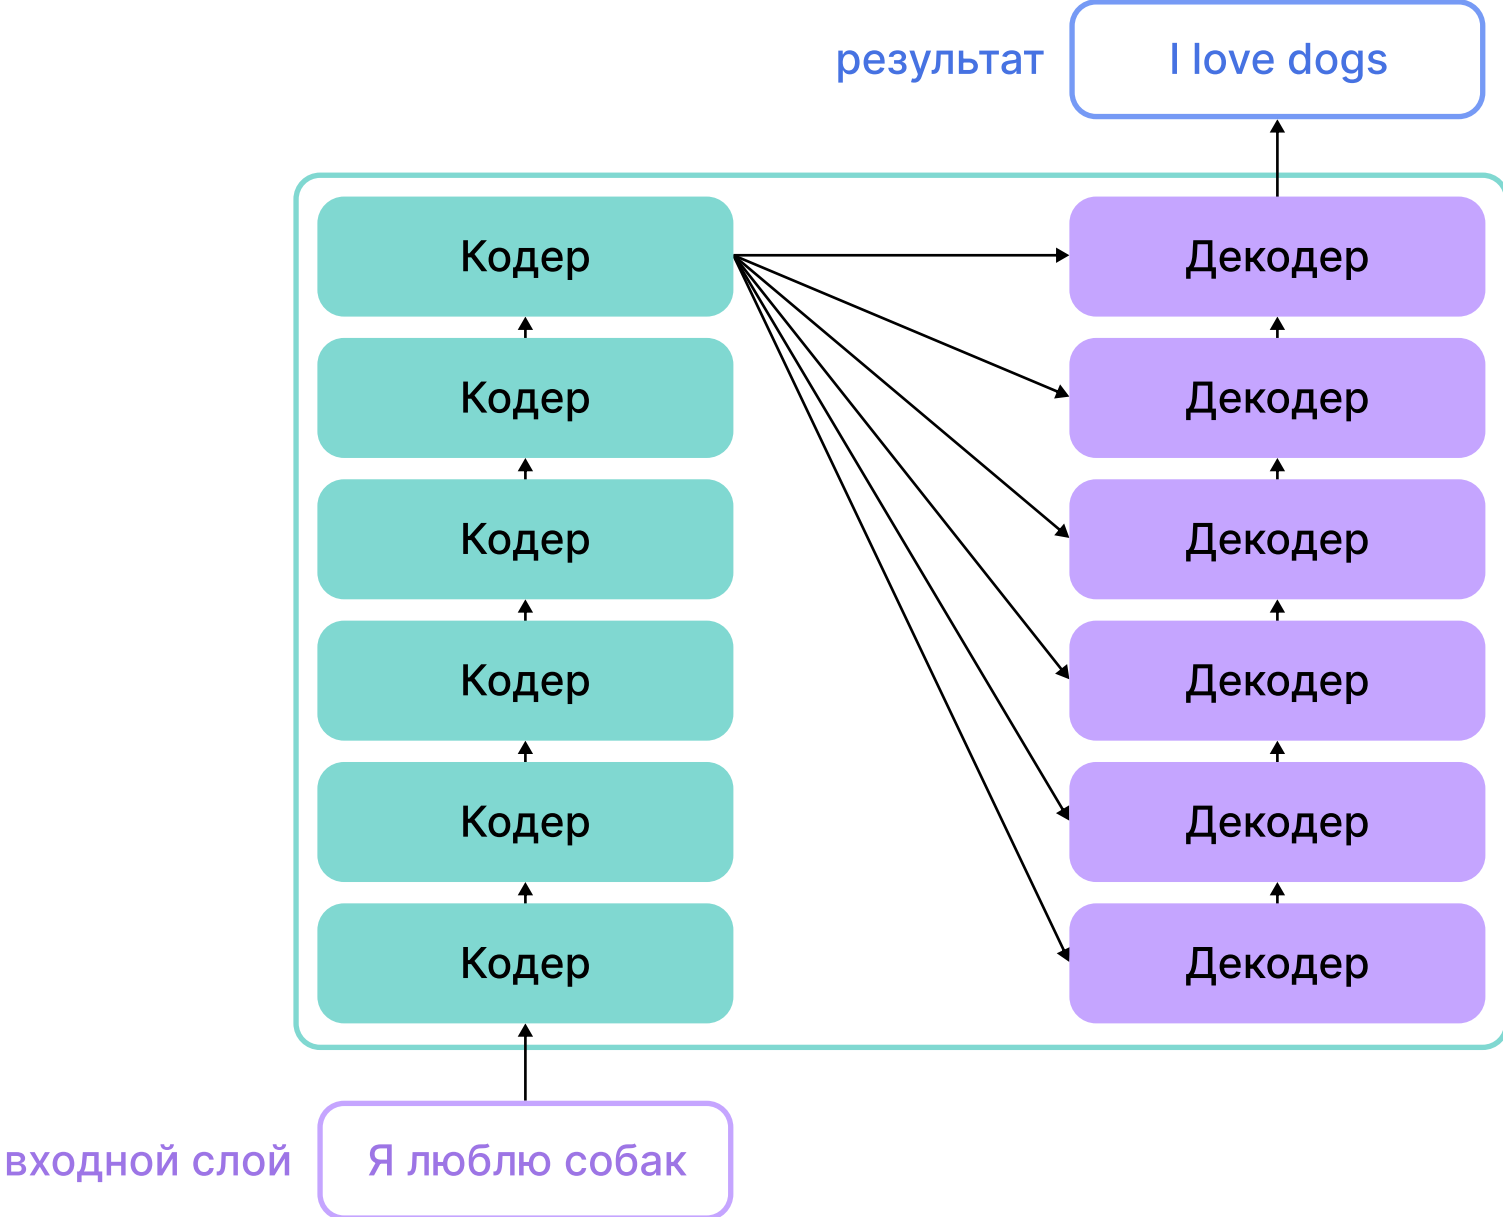 результат
I love dogs
Кодер
Декодер
Кодер
Декодер
Кодер
Декодер
Кодер
Декодер
Кодер
Декодер
Кодер
Декодер
входной слой
Я люблю собак